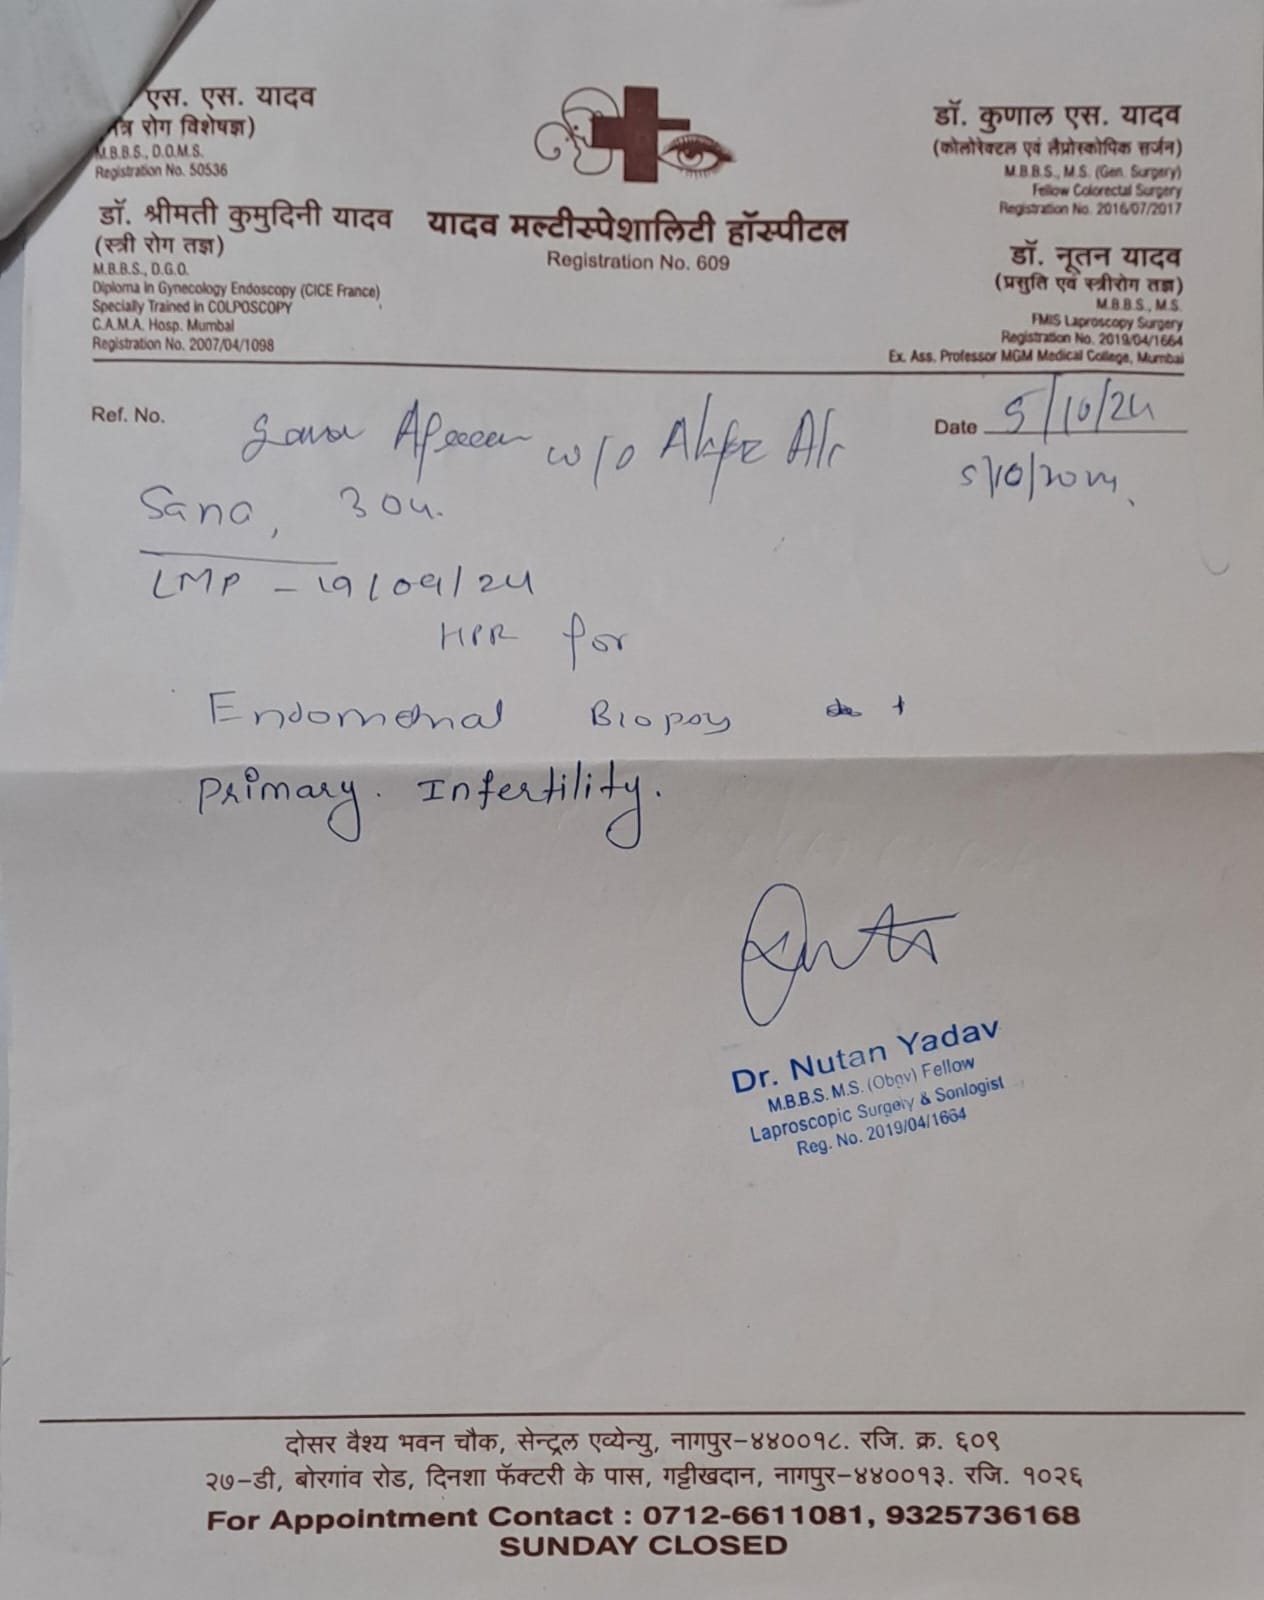 एस. एस. यादव
रोग विशेषज्ञ)
M.B.B.S., D.O.M.S.
Registration No. 50536
डॉ. श्रीमती कुमुदिनी यादव
(स्त्री रोग तज्ञ)
M.B.B.S., D.G.O.
Diploma in Gynecology Endoscopy (CICE France)
Specially Trained in COLPOSCOPY
C.A.M.A. Hosp. Mumbai
Registration No. 2007/04/1098
यादव मल्टीस्पेशालिटी हॉस्पीटल
Registration No. 609
डॉ. कुणाल एस. यादव
(कोलोरेक्टल एवं लैप्रोस्कोपिक सर्जन)
M.B.B.S., M.S. (Gen. Surgery)
Fellow Colorectal Surgery
Registration No. 2016/07/2017
डॉ. नूतन यादव
(प्रसुति एवं स्त्रीरोग तज्ञ)
M.B.B.S., M.S.
FMIS Laproscopy Surgery
Registration No. 2019/04/1664
Ex. Ass. Professor MGM Medical College, Mumbai
Ref. No.
w/o
Date 5/10/24
5/10/2024
Sana, 30
LMP - 19/09/24
HPR for
Endometrial Biopsy +
Primary. Infertility.
Dr. Nutan Yadav
M.B.B.S. M.S. (Obgy) Fellow
Laproscopic Surgery & Sonlogist
Reg. No. 2019/04/1664
दोसर वैश्य भवन चौक, सेन्ट्रल एव्येन्यु, नागपुर-४४००१८. रजि. क्र. ६०९
२७-डी, बोरगांव रोड, दिनशा फॅक्टरी के पास, गट्टीखदान, नागपुर-४४००१३. रजि. १०२६
For Appointment Contact : 0712-6611081, 9325736168
SUNDAY CLOSED